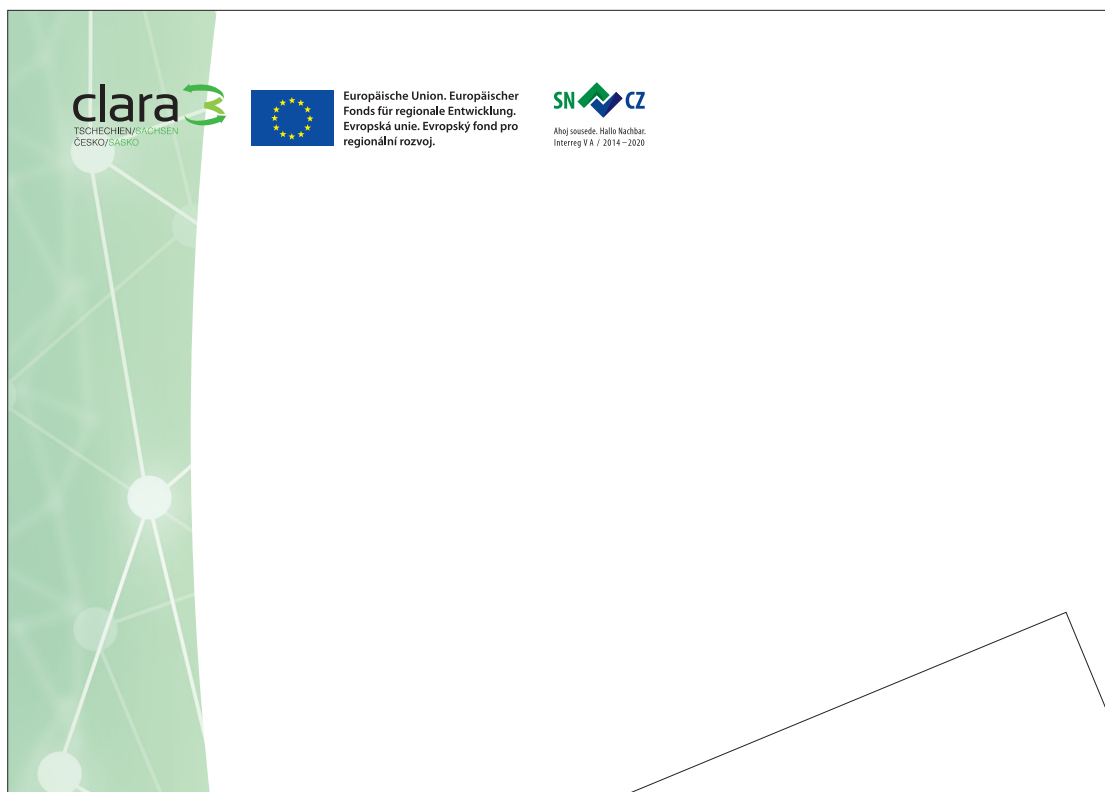 clara3
TSCHECHIEN/SACHSEN
ČESKO/SASKO
Europäische Union. Europäischer
Fonds für regionale Entwicklung.
Evropská unie. Evropský fond pro
regionální rozvoj.
SN CZ
Ahoj sousede. Hallo Nachbar.
Interreg V A / 2014–2020